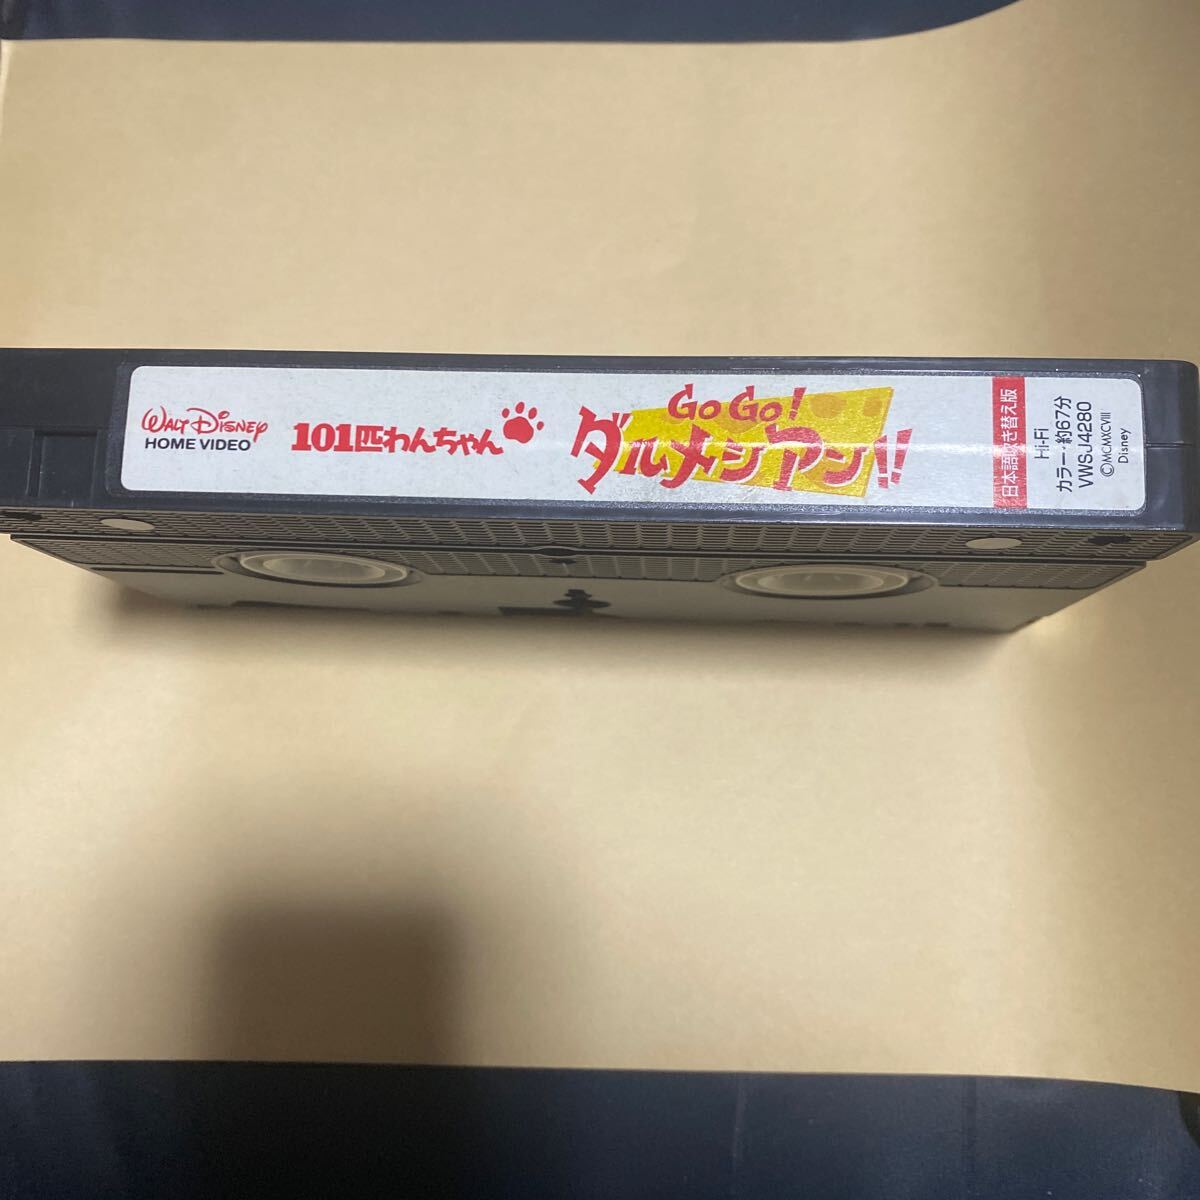 WALT DISNEY
HOME VIDEO
101匹わんちゃん
GO GO!
ダルメシアン!!
日本語吹き替え版
Hi-Fi
カラー・約67分
VWSJ4280
©MCMXCVIII
Disney